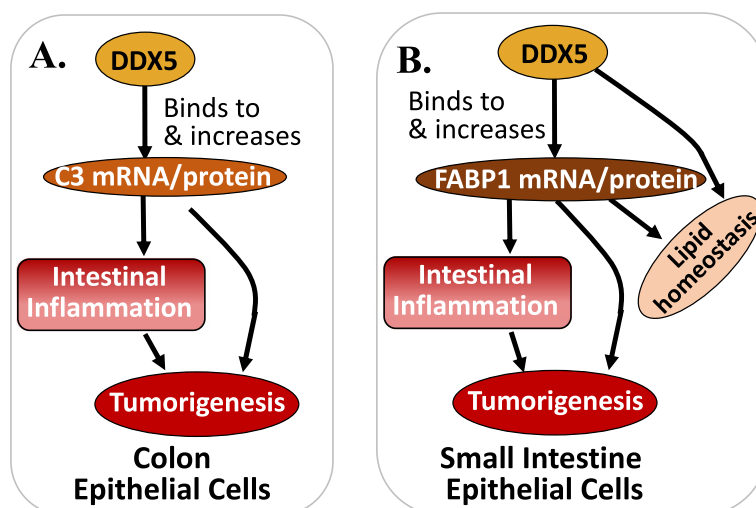 A.
DDX5
Binds to
& increases
C3 mRNA/protein
Intestinal
Inflammation
Tumorigenesis
Colon
Epithelial Cells
B.
DDX5
Binds to
& increases
FABP1 mRNA/protein
Lipid
homeostasis
Intestinal
Inflammation
Tumorigenesis
Small Intestine
Epithelial Cells